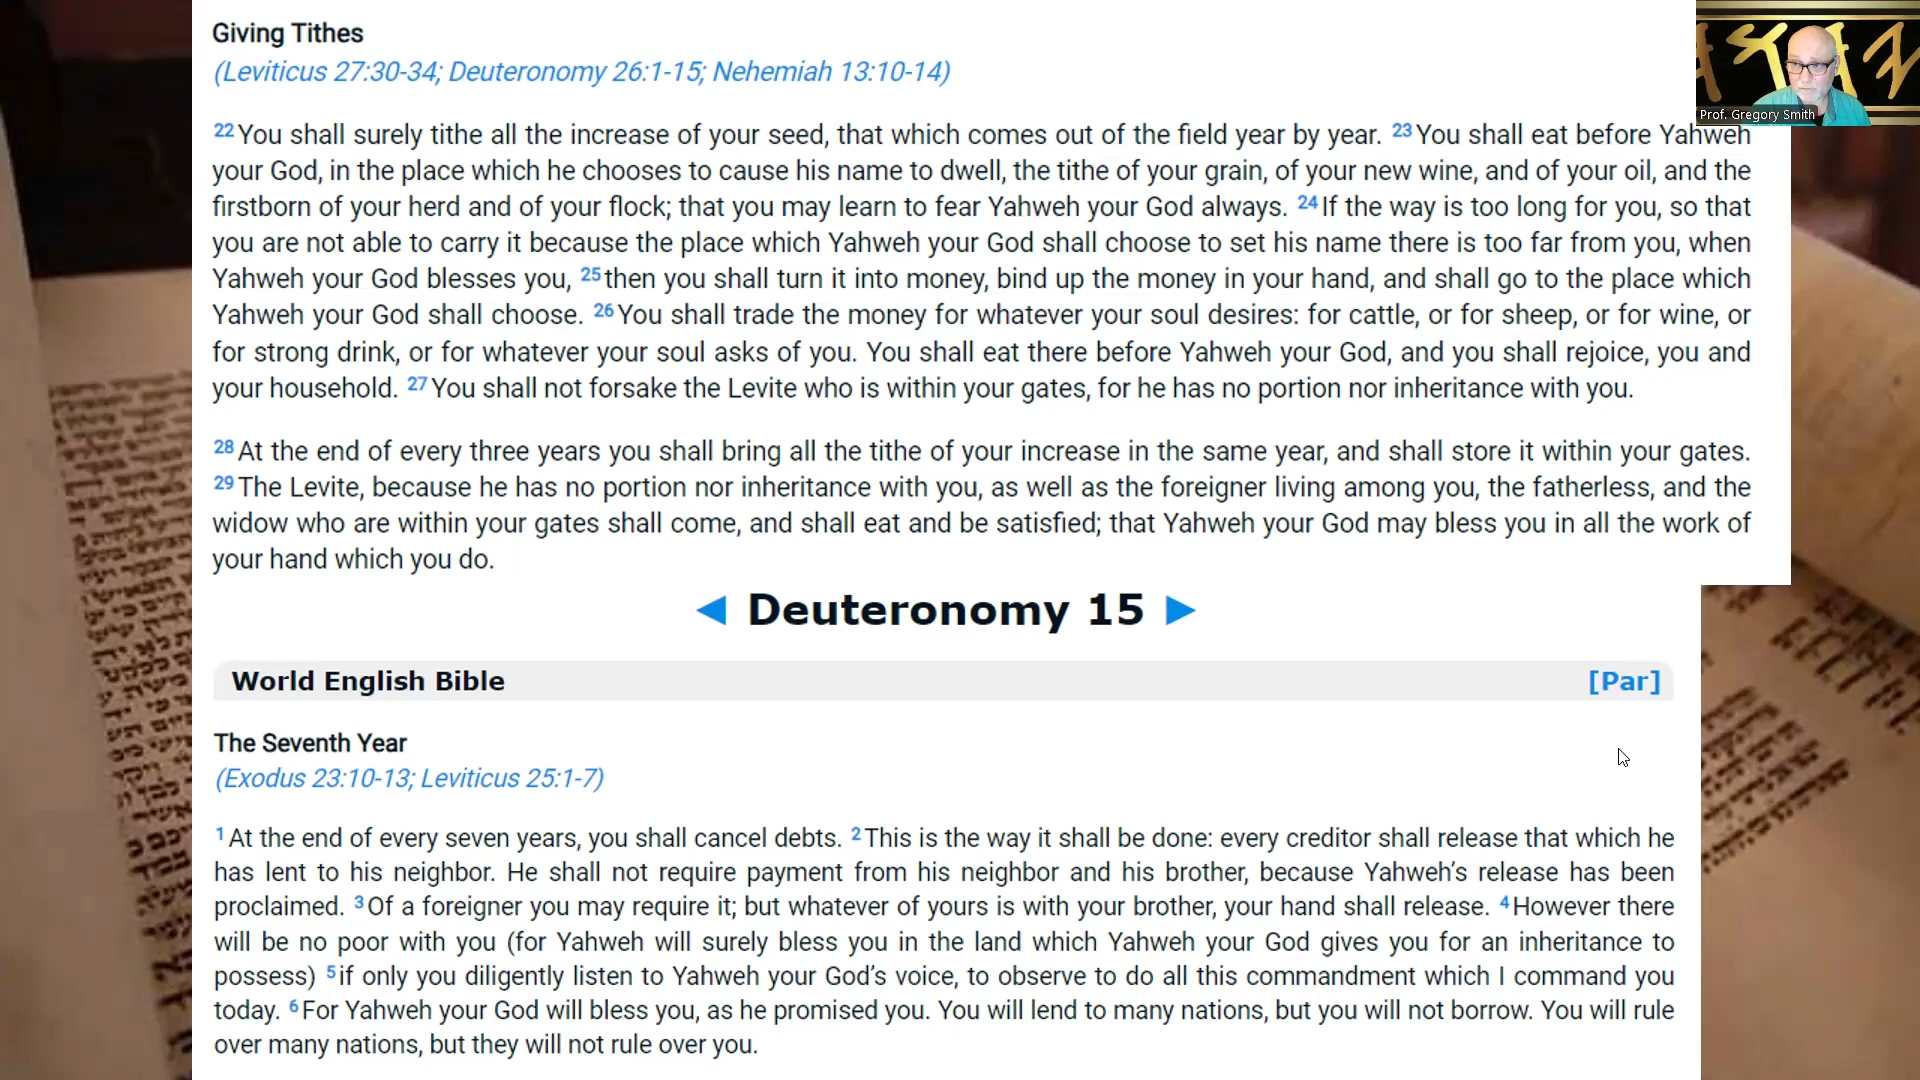 Giving Tithes
(Leviticus 27:30-34; Deuteronomy 26:1-15; Nehemiah 13:10-14)
Prof. Gregory Smith
22 You shall surely tithe all the increase of your seed, that which comes out of the field year by year. 23 You shall eat before Yahweh
your God, in the place which he chooses to cause his name to dwell, the tithe of your grain, of your new wine, and of your oil, and the
firstborn of your herd and of your flock; that you may learn to fear Yahweh your God always. 24 If the way is too long for you, so that
you are not able to carry it because the place which Yahweh your God shall choose to set his name there is too far from you, when
Yahweh your God blesses you, 25 then you shall turn it into money, bind up the money in your hand, and shall go to the place which
Yahweh your God shall choose. 26 You shall trade the money for whatever your soul desires: for cattle, or for sheep, or for wine, or
for strong drink, or for whatever your soul asks of you. You shall eat there before Yahweh your God, and you shall rejoice, you and
your household. 27 You shall not forsake the Levite who is within your gates, for he has no portion nor inheritance with you.
28 At the end of every three years you shall bring all the tithe of your increase in the same year, and shall store it within your gates.
29 The Levite, because he has no portion nor inheritance with you, as well as the foreigner living among you, the fatherless, and the
widow who are within your gates shall come, and shall eat and be satisfied; that Yahweh your God may bless you in all the work of
your hand which you do.
◄ Deuteronomy 15 ►
World English Bible [Par]
The Seventh Year
(Exodus 23:10-13; Leviticus 25:1-7)
1 At the end of every seven years, you shall cancel debts. 2 This is the way it shall be done: every creditor shall release that which he
has lent to his neighbor. He shall not require payment from his neighbor and his brother, because Yahweh’s release has been
proclaimed. 3 Of a foreigner you may require it; but whatever of yours is with your brother, your hand shall release. 4 However there
will be no poor with you (for Yahweh will surely bless you in the land which Yahweh your God gives you for an inheritance to
possess) 5 if only you diligently listen to Yahweh your God’s voice, to observe to do all this commandment which I command you
today. 6 For Yahweh your God will bless you, as he promised you. You will lend to many nations, but you will not borrow. You will rule
over many nations, but they will not rule over you.